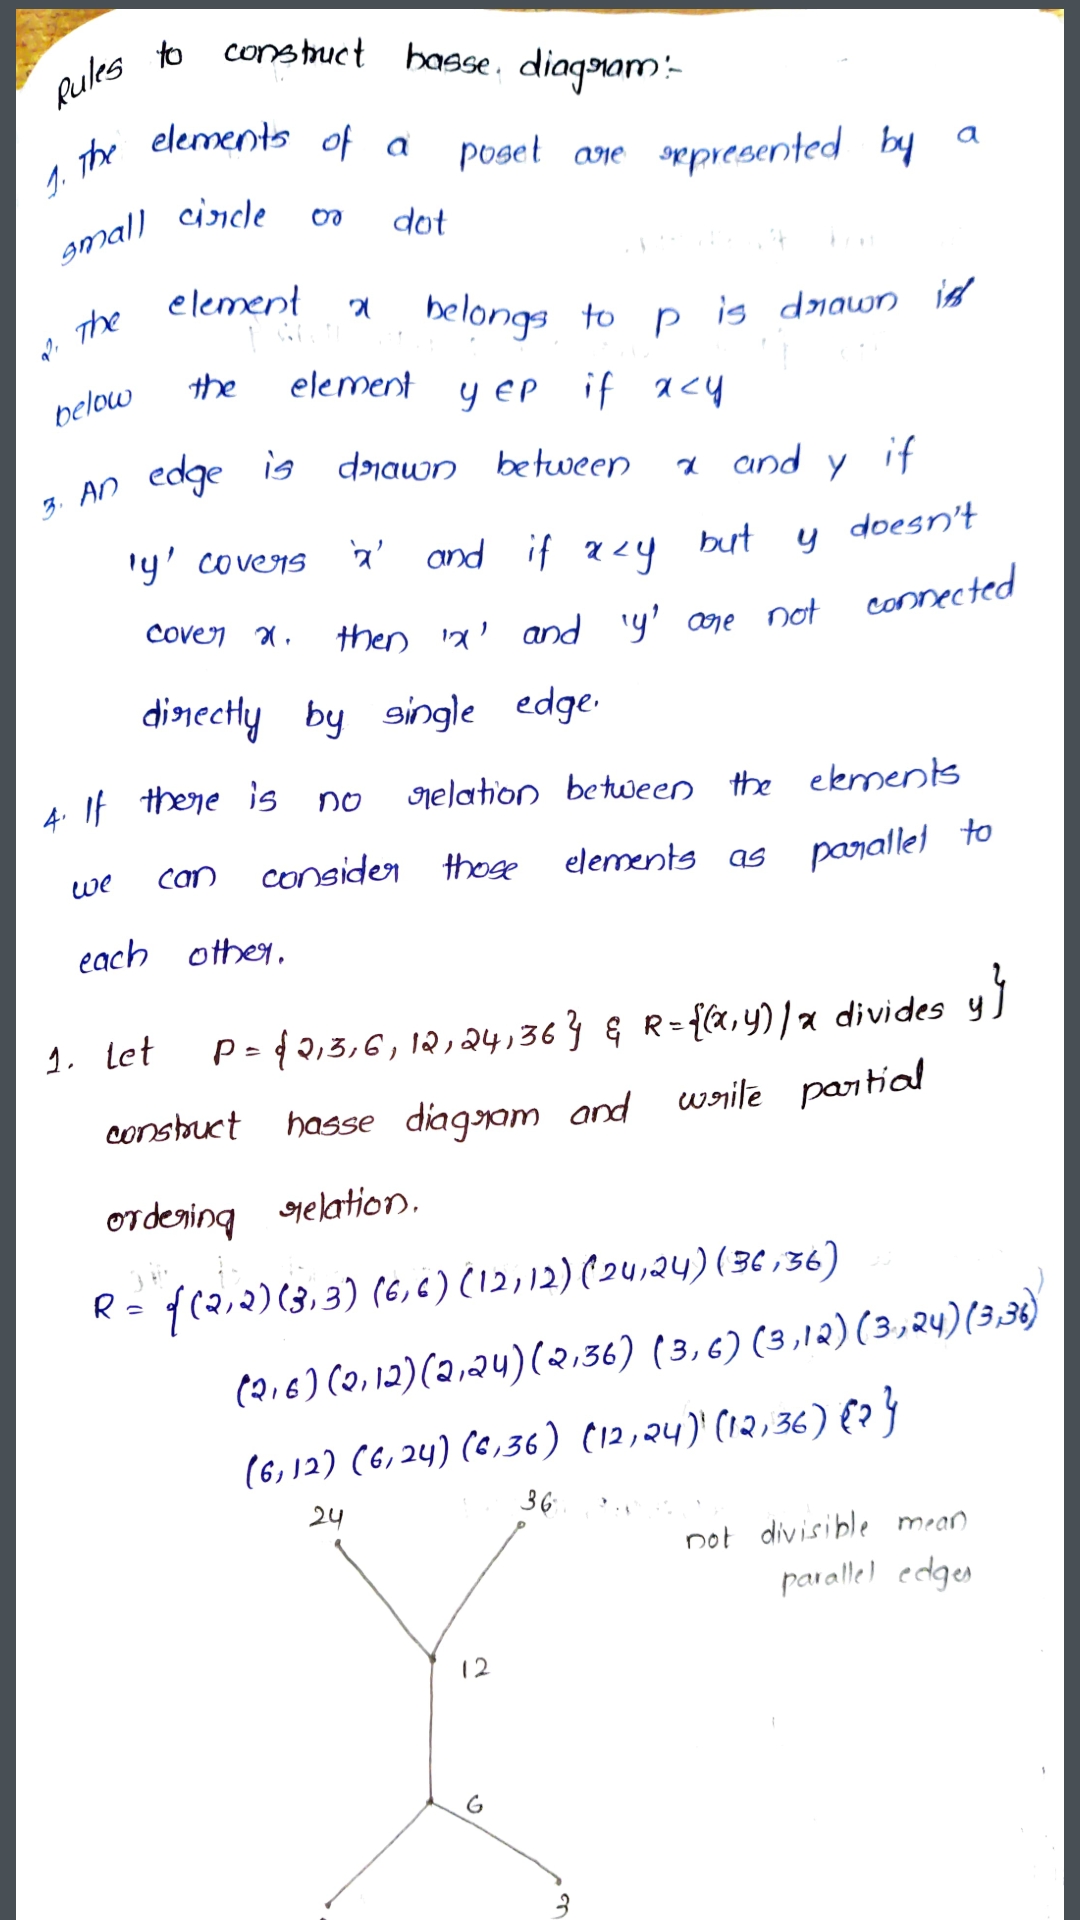 Rules to construct hasse. diagram:-
1. The elements of a poset are represented by a
small circle or dot
2. The element x belongs to p is drawn is
below the element y ∈ P if x<y
3. An edge is drawn between x and y if
'y' covers 'x' and if x<y but y doesn't
cover x. then 'x' and 'y' are not connected
directly by single edge.
4. If there is no relation between the elements
we can consider those elements as parallel to
each other.
1. Let P = {2,3,6, 12, 24, 36} & R={(x,y) / x divides y}
construct hasse diagram and write partial
ordering relation.
R = {(2,2)(3,3) (6,6) (12,12) (24,24) (36,36)
(2,6) (2,12)(2,24)(2,36) (3,6) (3,12) (3,24)(3,36)
(6,12) (6,24) (6,36) (12,24) (12,36) }
24 36
not divisible mean
parallel edges
12
6
3